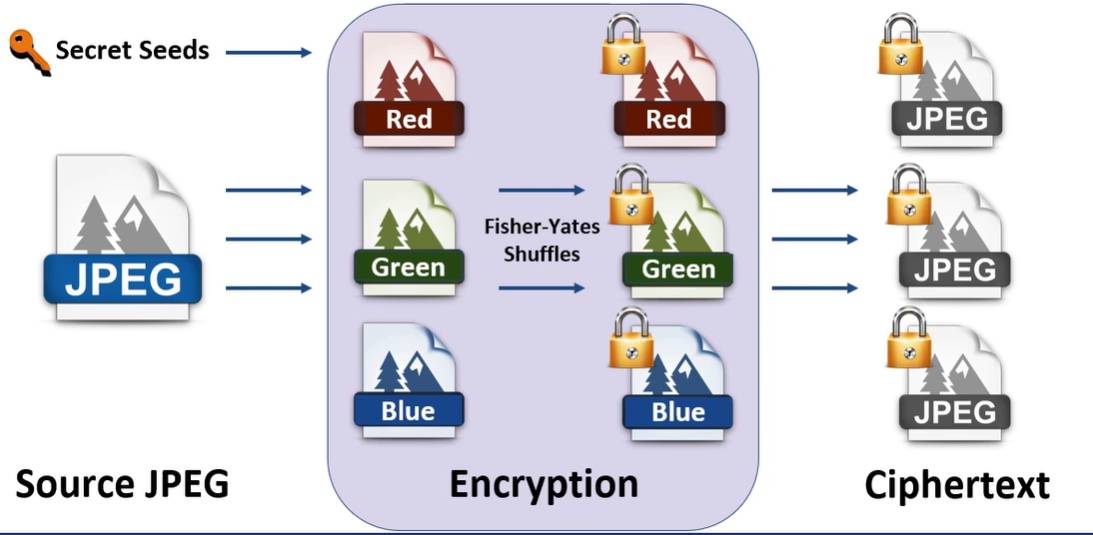 Secret Seeds
JPEG
Source JPEG
Red
Green
Blue
Fisher-Yates
Shuffles
Red
Green
Blue
Encryption
JPEG
JPEG
JPEG
Ciphertext